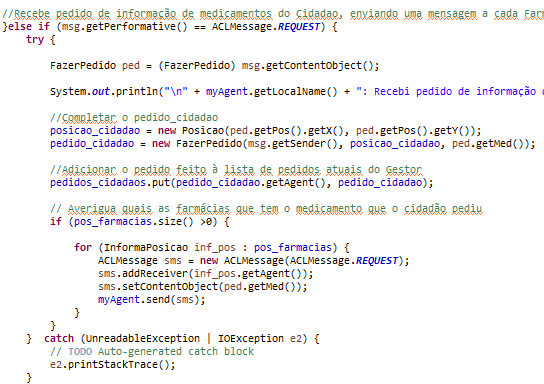 //Recebe pedido de informação de medicamentos do Cidadao, enviando uma mensagem a cada
}else if (msg.getPerformative() == ACLMessage.REQUEST) {
try {
FazerPedido ped = (FazerPedido) msg.getContentObject();
System.out.println("\n" + myAgent.getLocalName() + ": Recebi pedido de informação
//Completar o pedido_cidadao
posicao_cidadao = new Posicao(ped.getPos().getX(), ped.getPos().getY());
pedido_cidadao = new FazerPedido(msg.getSender(), posicao_cidadao, ped.getMed());
//Adicionar o pedido feito à lista de pedidos atuais do Gestor
pedidos_cidadaos.put(pedido_cidadao.getAgent(), pedido_cidadao);
// Averigua quais as farmácias que tem o medicamento que o cidadão pediu
if (pos_farmacias.size() >0) {
for (InformaPosicao inf_pos : pos_farmacias) {
ACLMessage sms = new ACLMessage(ACLMessage.REQUEST);
sms.addReceiver(inf_pos.getAgent());
sms.setContentObject(ped.getMed());
myAgent.send(sms);
}
}
} catch (UnreadableException | IOException e2) {
// TODO Auto-generated catch block
e2.printStackTrace();
}